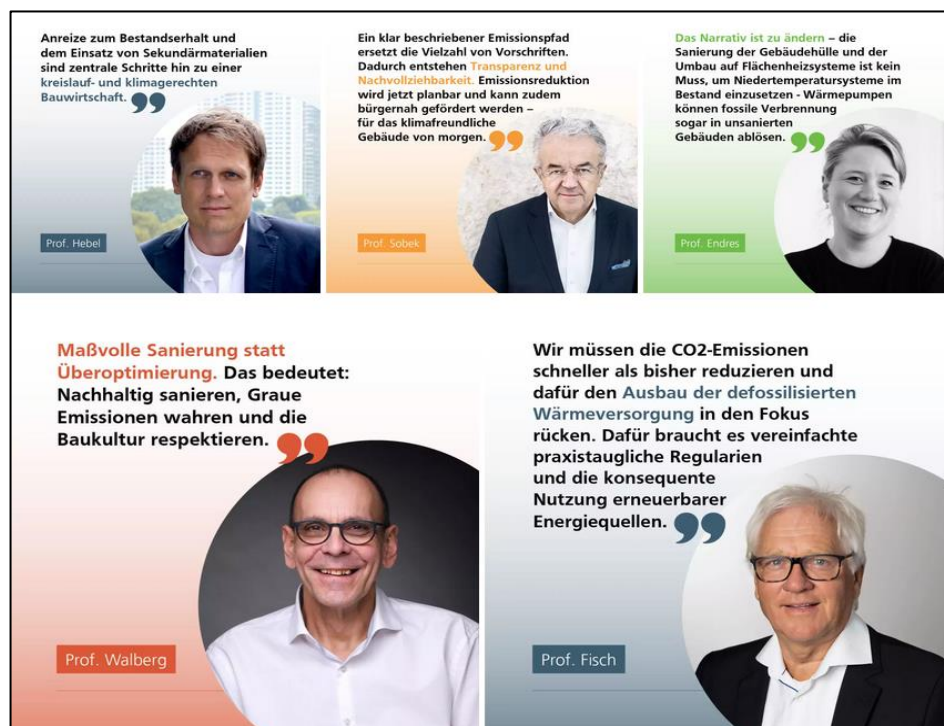 Anreize zum Bestandserhalt und
dem Einsatz von Sekundärmaterialien
sind zentrale Schritte hin zu einer
kreislauf- und klimagerechten
Bauwirtschaft.
Prof. Hebel
Ein klar beschriebener Emissionspfad
ersetzt die Vielzahl von Vorschriften.
Dadurch entstehen Transparenz und
Nachvollziehbarkeit. Emissionsreduktion
wird jetzt planbar und kann zudem
bürgernah gefördert werden –
für das klimafreundliche
Gebäude von morgen.
Prof. Sobek
Das Narrativ ist zu ändern – die
Sanierung der Gebäudehülle und der
Umbau auf Flächenheizsysteme ist kein
Muss, um Niedertemperatursysteme im
Bestand einzusetzen - Wärmepumpen
können fossile Verbrennung
sogar in unsanierten
Gebäuden ablösen.
Prof. Endres
Maßvolle Sanierung statt
Überoptimierung. Das bedeutet:
Nachhaltig sanieren, Graue
Emissionen wahren und die
Baukultur respektieren.
Prof. Walberg
Wir müssen die CO2-Emissionen
schneller als bisher reduzieren und
dafür den Ausbau der defossilisierten
Wärmeversorgung in den Fokus
rücken. Dafür braucht es vereinfachte
praxistaugliche Regularien
und die konsequente
Nutzung erneuerbarer
Energiequellen.
Prof. Fisch